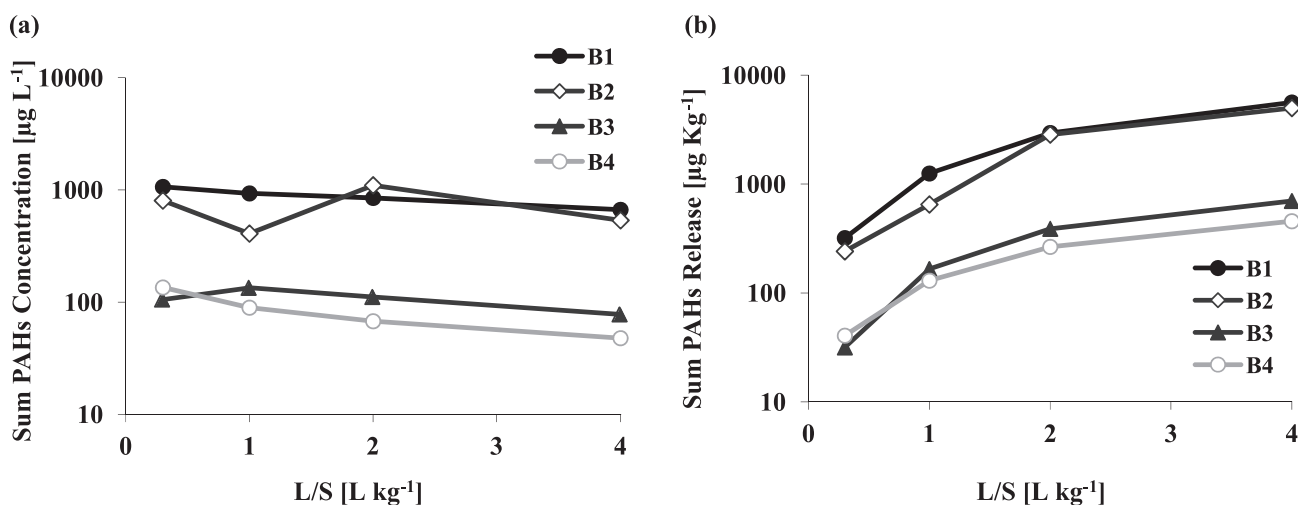 (a)
B1
B2
B3
B4
Sum PAHs Concentration [µg L⁻¹]
10000
1000
100
10
0 1 2 3 4
L/S [L kg⁻¹]
(b)
Sum PAHs Release [µg Kg⁻¹]
10000
1000
100
10
B1
B2
B3
B4
0 1 2 3 4
L/S [L kg⁻¹]